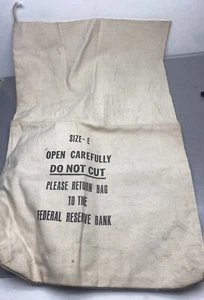 SIZE-E
OPEN CAREFULLY
DO NOT CUT
PLEASE RETURN BAG
TO THE
FEDERAL RESERVE BANK